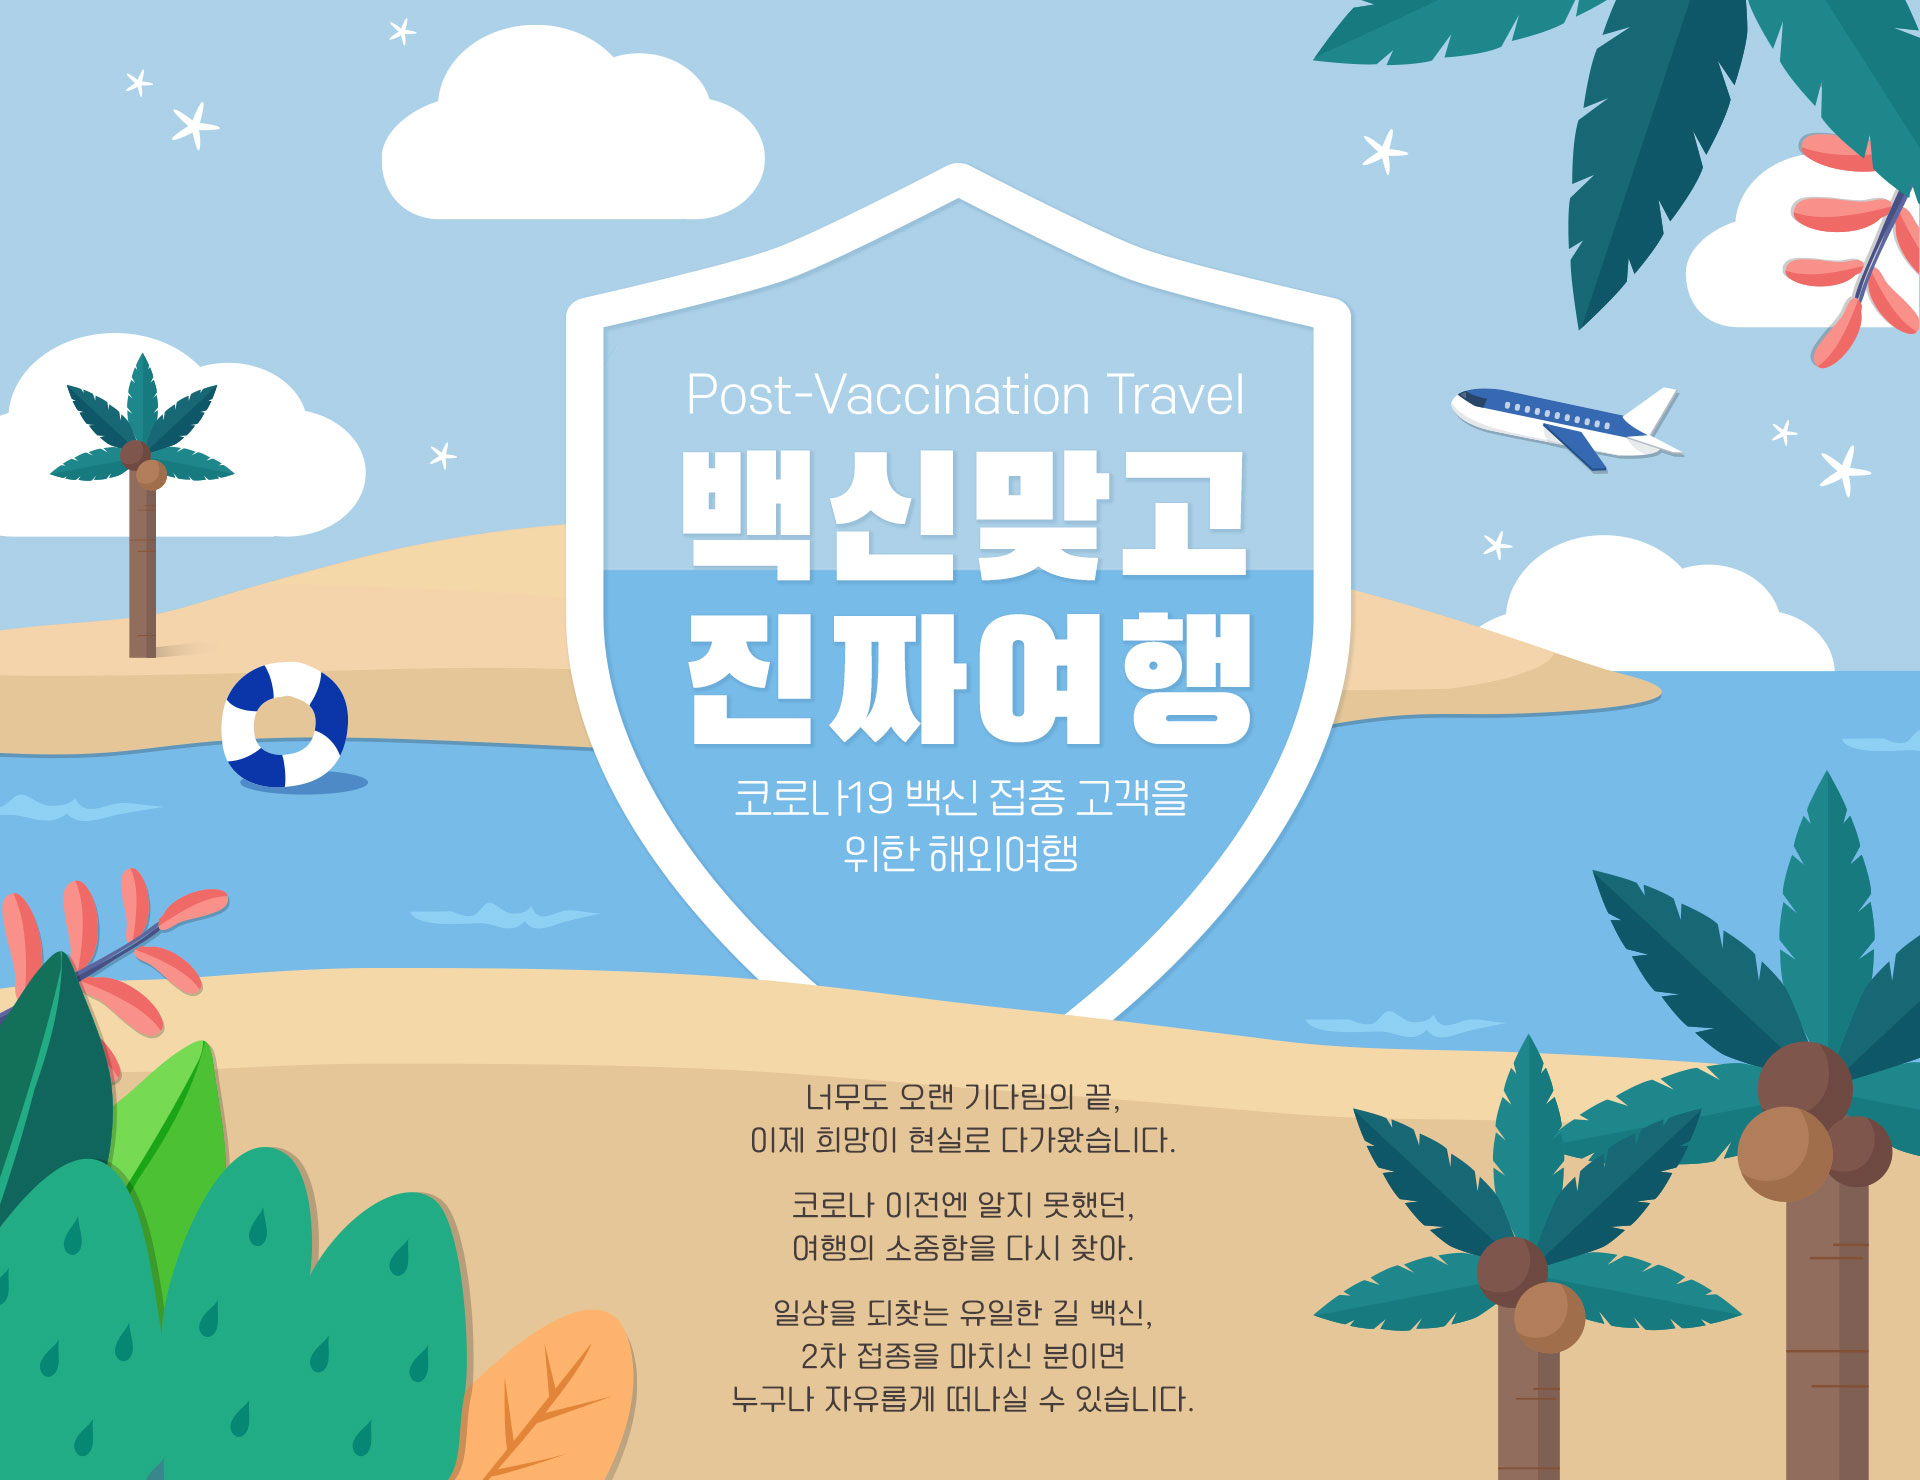 Post-Vaccination Travel
백신맞고
진짜여행
코로나19 백신 접종 고객을
위한 해외여행
너무도 오랜 기다림의 끝,
이제 희망이 현실로 다가왔습니다.
코로나 이전엔 알지 못했던,
여행의 소중함을 다시 찾아.
일상을 되찾는 유일한 길 백신,
2차 접종을 마치신 분이면
누구나 자유롭게 떠나실 수 있습니다.